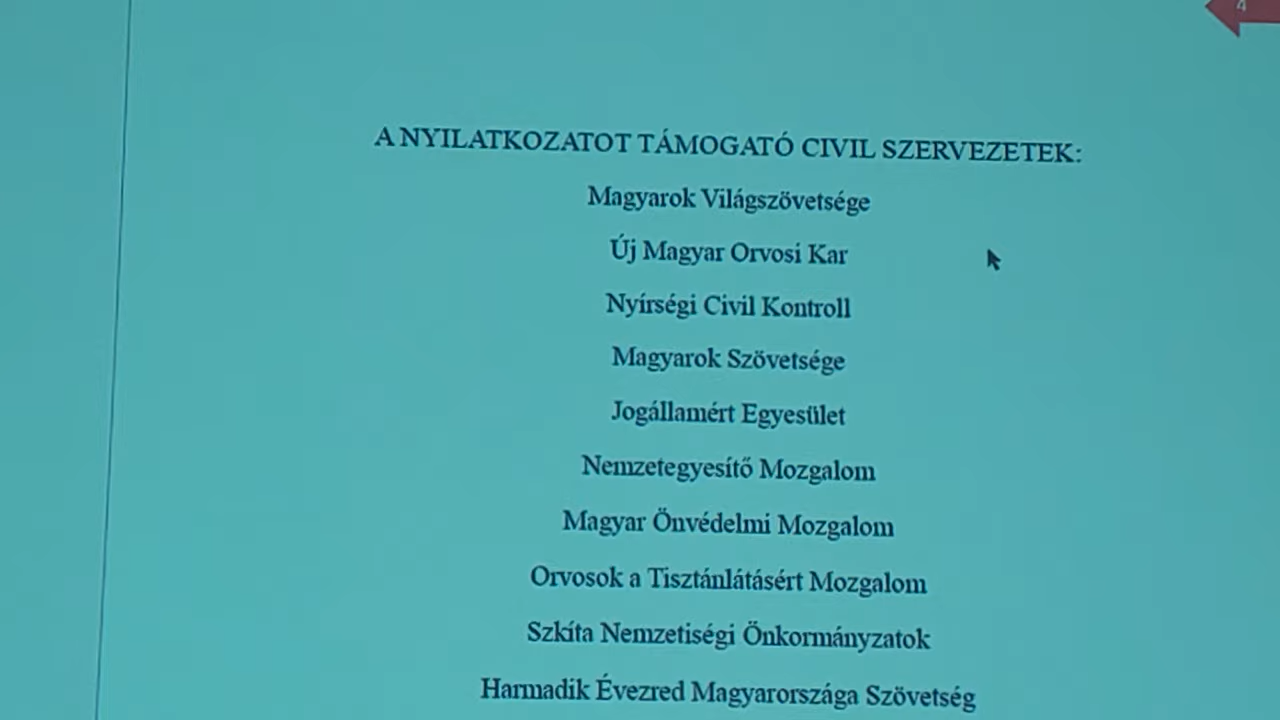 4
A NYILATKOZATOT TÁMOGATÓ CIVIL SZERVEZETEK:
Magyarok Világszövetsége
Új Magyar Orvosi Kar
Nyírségi Civil Kontroll
Magyarok Szövetsége
Jogállamért Egyesület
Nemzetegyesítő Mozgalom
Magyar Önvédelmi Mozgalom
Orvosok a Tisztánlátásért Mozgalom
Szkíta Nemzetiségi Önkormányzatok
Harmadik Évezred Magyarországa Szövetség